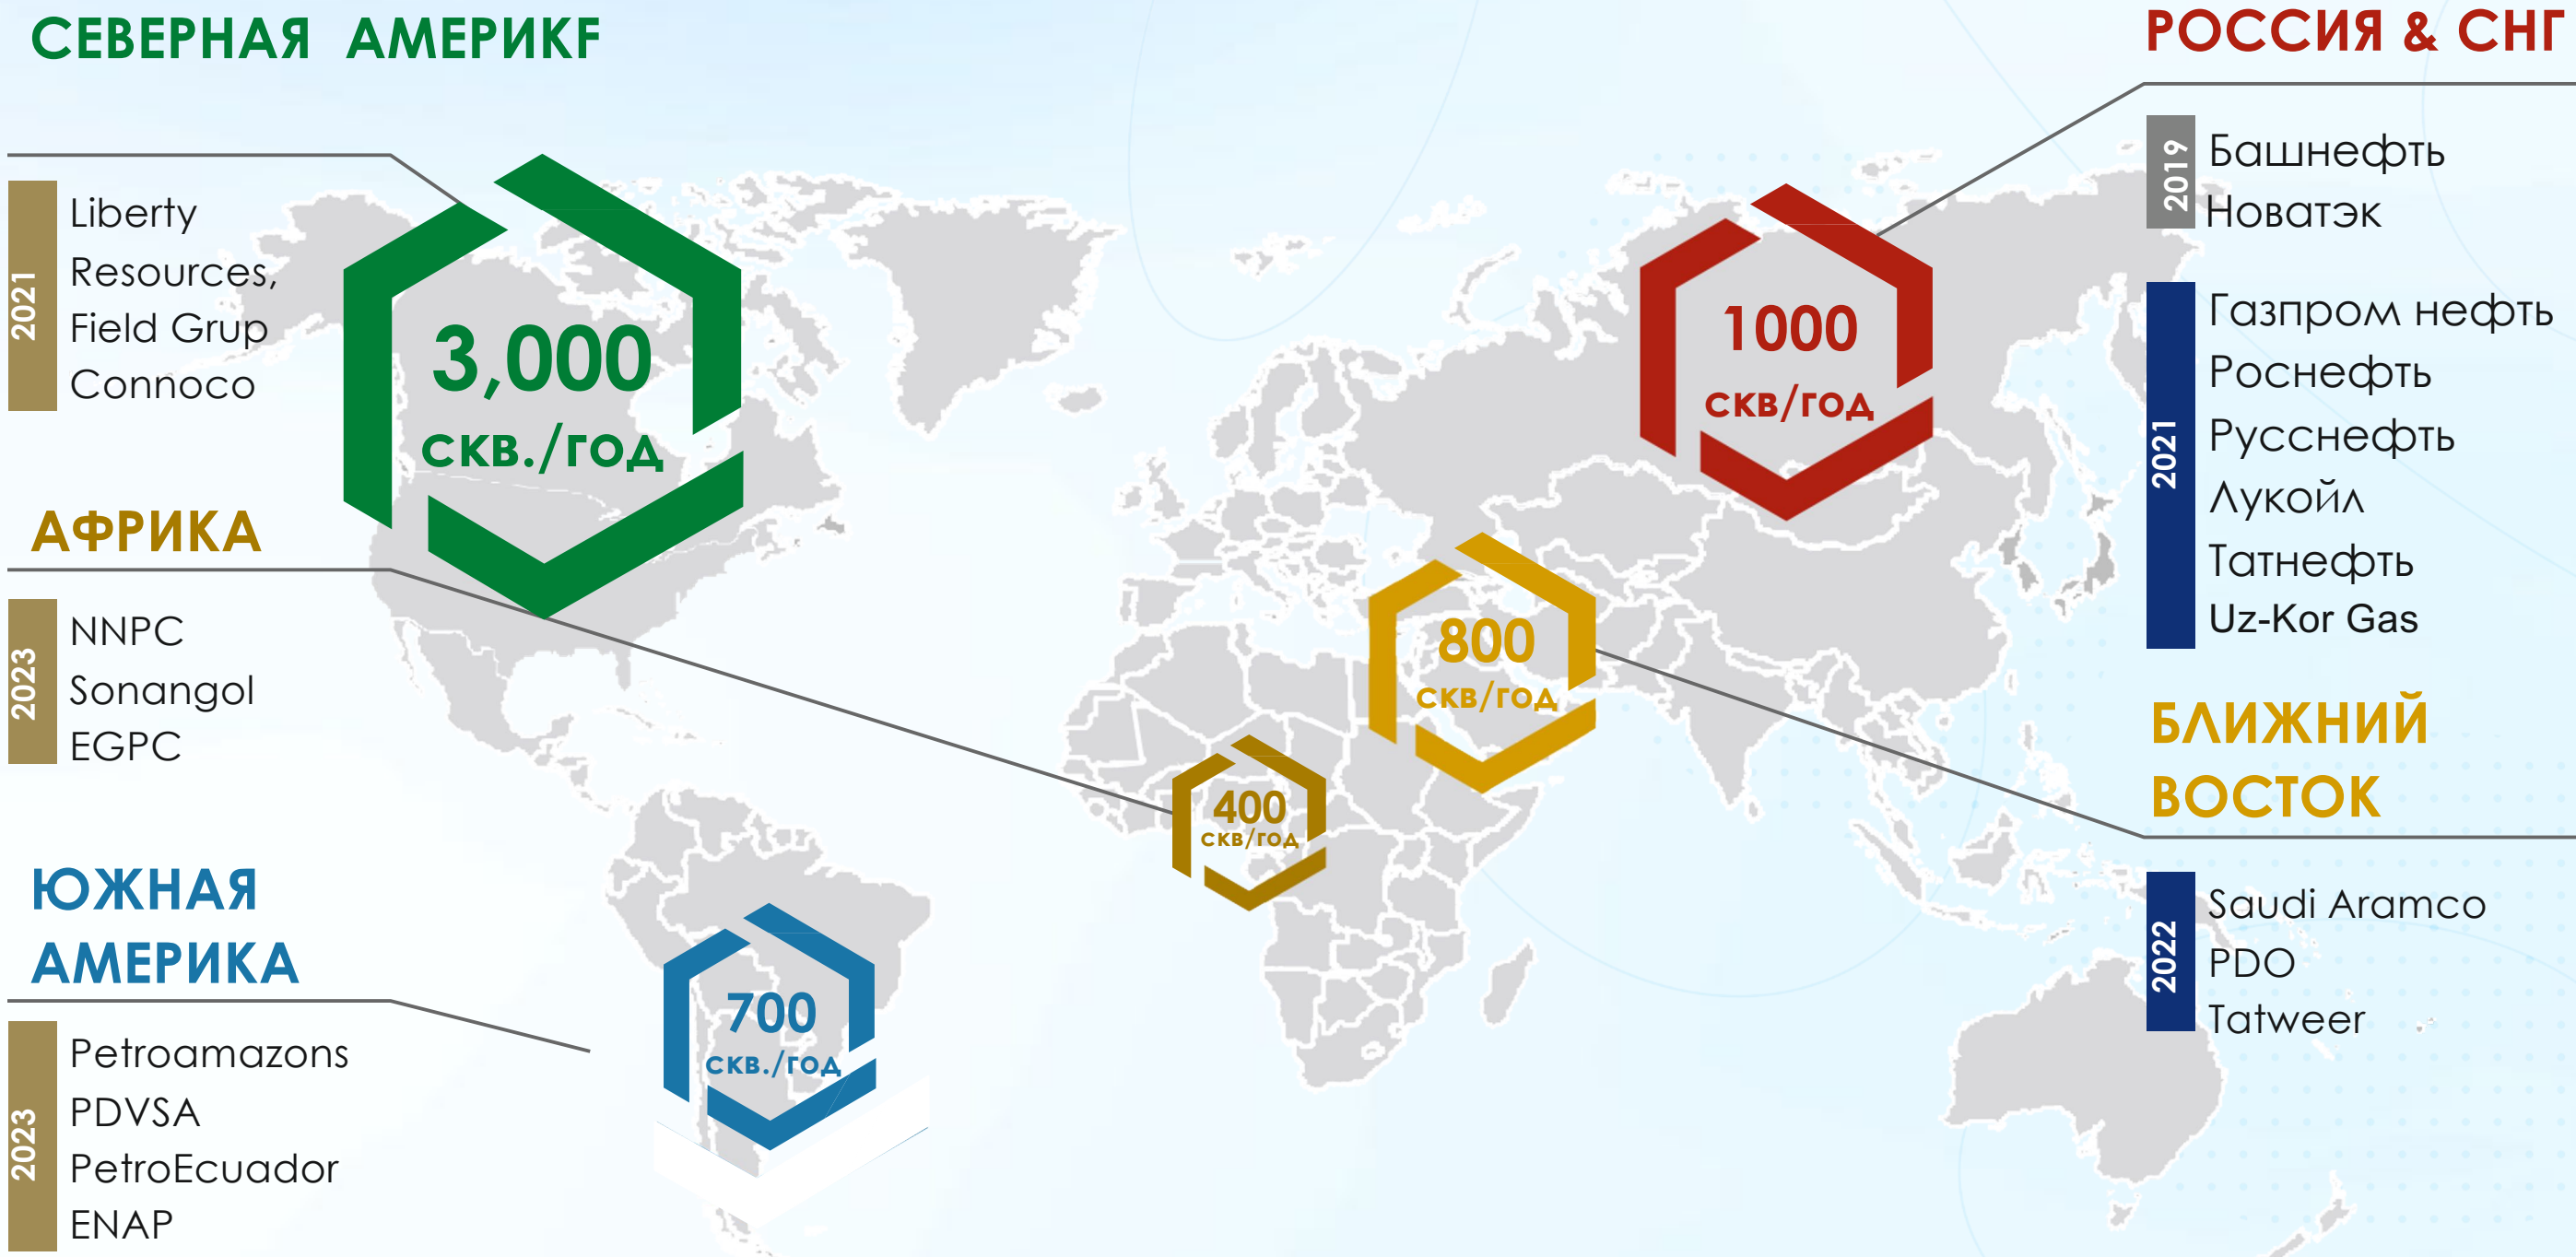 СЕВЕРНАЯ АМЕРИКF
2021
Liberty
Resources,
Field Grup
Connoco
3,000
скв./год
АФРИКА
2023
NNPC
Sonangol
EGPC
400
скв/год
ЮЖНАЯ
АМЕРИКА
2023
Petroamazons
PDVSA
PetroEcuador
ENAP
700
скв./год
РОССИЯ & СНГ
2019
Башнефть
Новатэк
2021
Газпром нефть
Роснефть
Русснефть
Лукойл
Татнефть
Uz-Kor Gas
1000
скв/год
БЛИЖНИЙ
ВОСТОК
2022
Saudi Aramco
PDO
Tatweer
800
скв/год